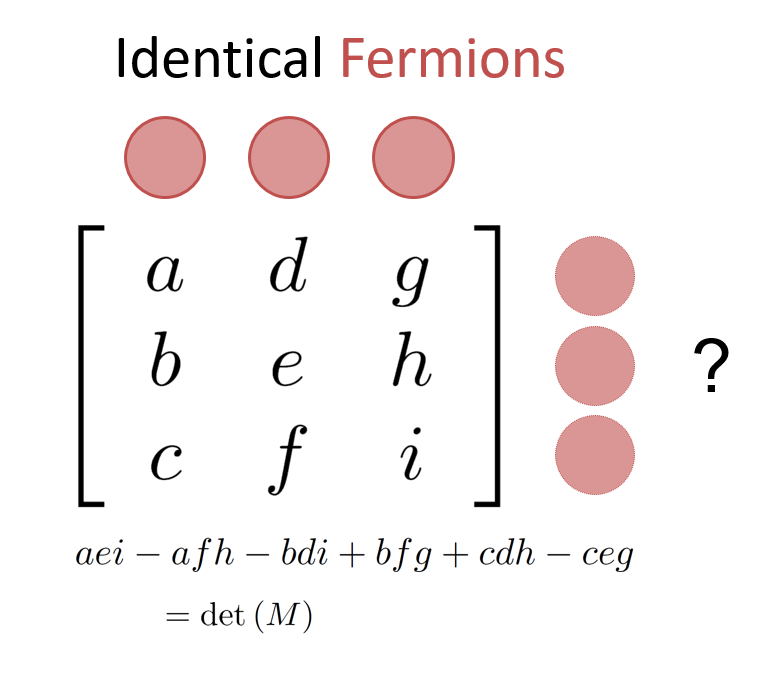 Identical Fermions
a d g
b e h
c f i
?
aei − afh − bdi + bfg + cdh − ceg
= det (M)